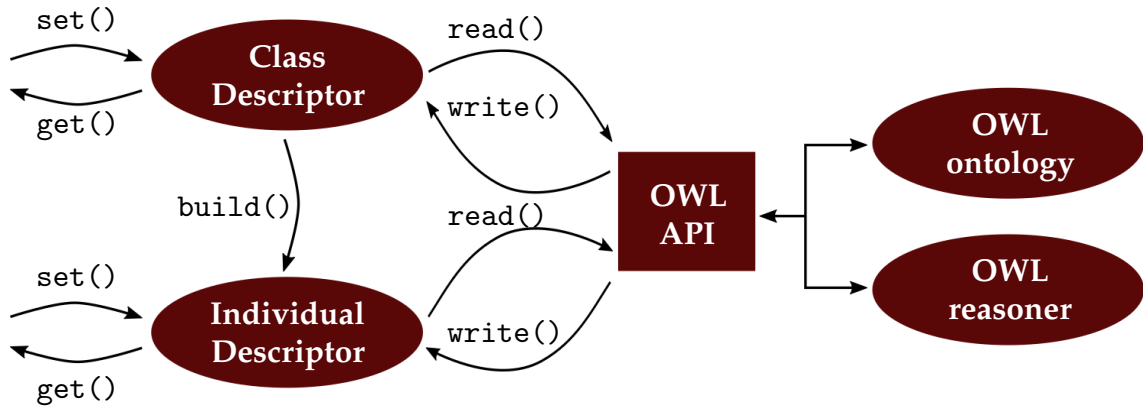 set()
get()
Class
Descriptor
read()
write()
build()
set()
get()
Individual
Descriptor
read()
write()
OWL
API
OWL
ontology
OWL
reasoner